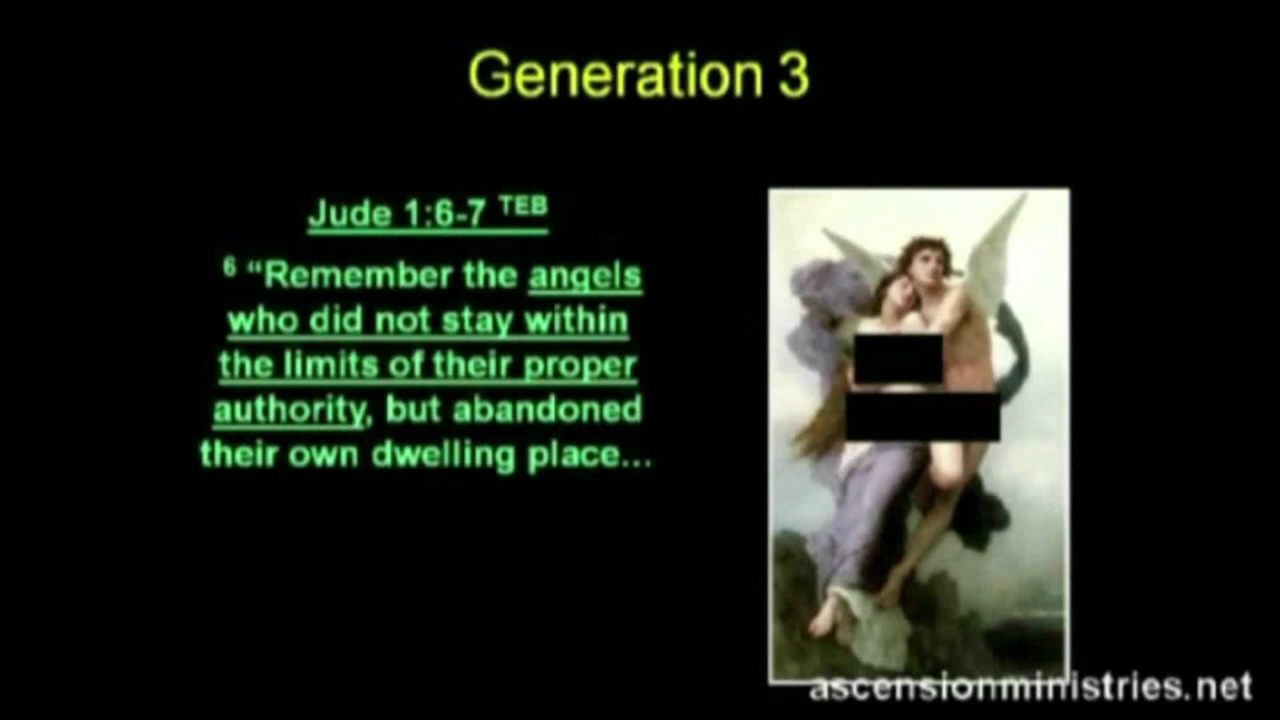 Generation 3
Jude 1:6-7 TEB
6 “Remember the angels
who did not stay within
the limits of their proper
authority, but abandoned
their own dwelling place...
ascensionministries.net